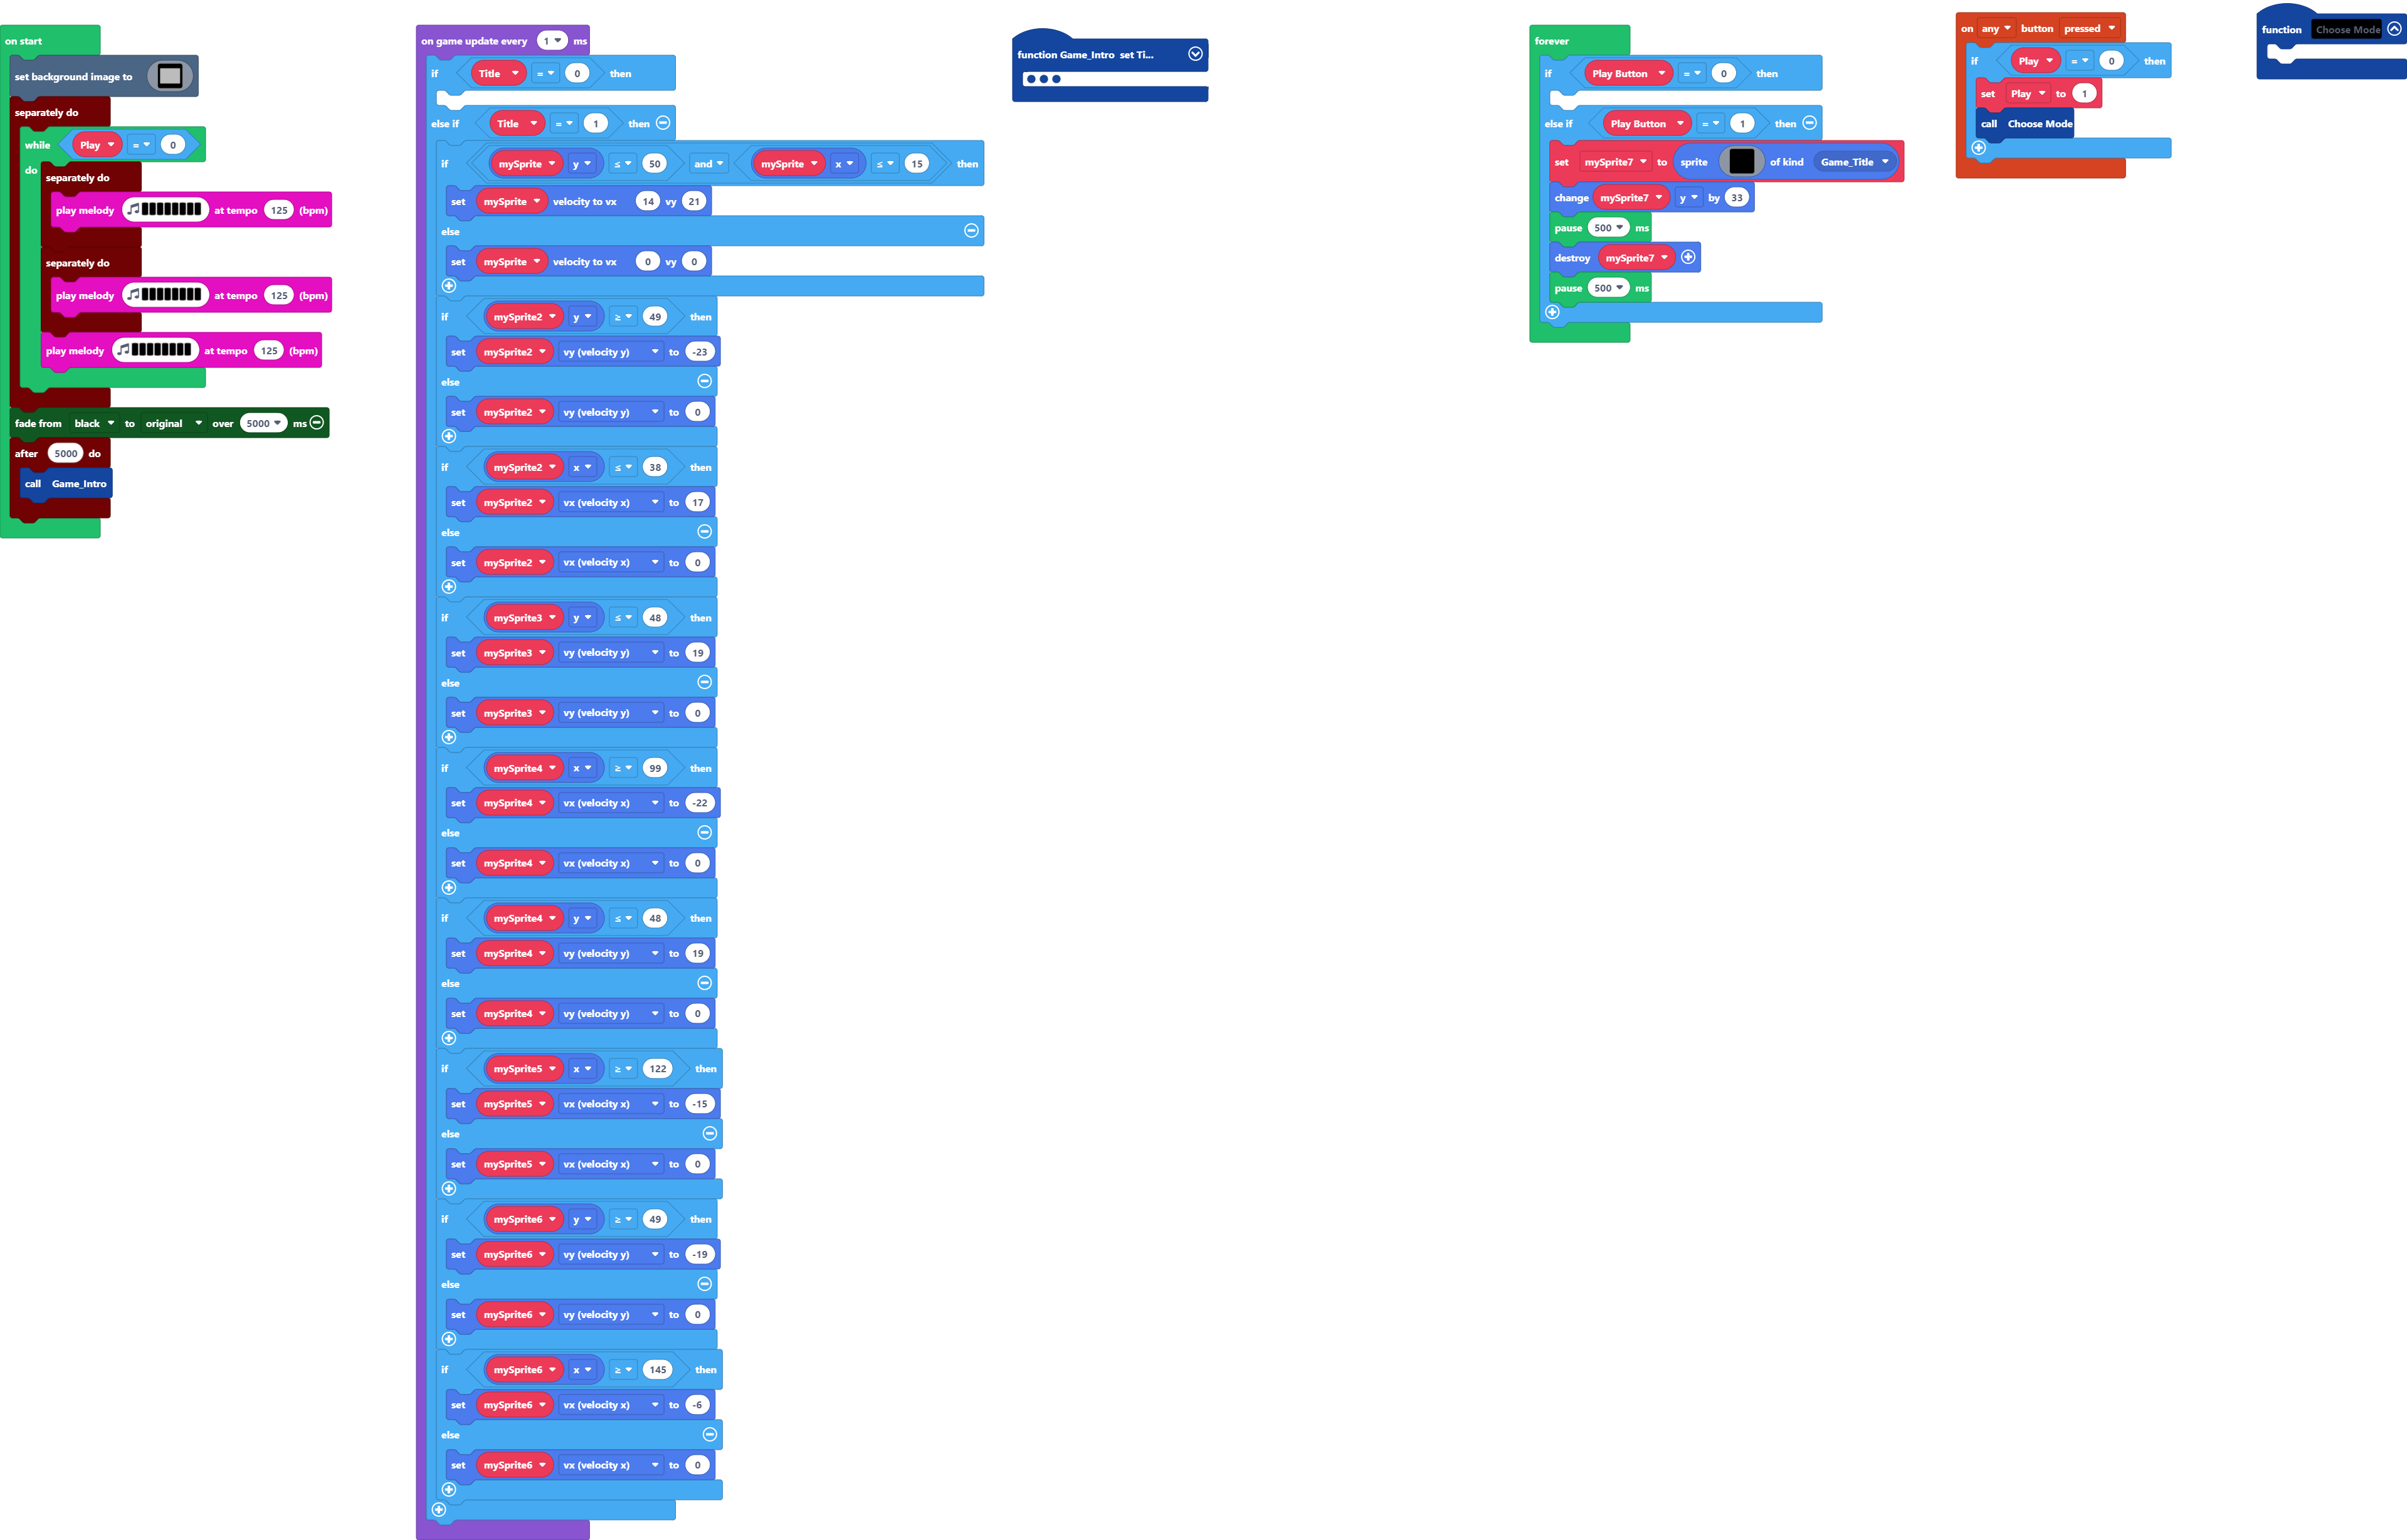 on start
set background image to
separately do
while Play = 0
do
separately do
play melody at tempo 125 (bpm)
separately do
play melody at tempo 125 (bpm)
play melody at tempo 125 (bpm)
fade from black to original over 5000 ms
after 5000 do
call Game_Intro
on game update every 1 ms
if Title = 0 then
else if Title = 1 then
if mySprite y ≤ 50 and mySprite x ≤ 15 then
set mySprite velocity to vx 14 vy 21
else
set mySprite velocity to vx 0 vy 0
if mySprite2 y ≥ 49 then
set mySprite2 vy (velocity y) to -23
else
set mySprite2 vy (velocity y) to 0
if mySprite2 x ≤ 38 then
set mySprite2 vx (velocity x) to 17
else
set mySprite2 vx (velocity x) to 0
if mySprite3 y ≤ 48 then
set mySprite3 vy (velocity y) to 19
else
set mySprite3 vy (velocity y) to 0
if mySprite4 x ≥ 99 then
set mySprite4 vx (velocity x) to -22
else
set mySprite4 vx (velocity x) to 0
if mySprite4 y ≤ 48 then
set mySprite4 vy (velocity y) to 19
else
set mySprite4 vy (velocity y) to 0
if mySprite5 x ≥ 122 then
set mySprite5 vx (velocity x) to -15
else
set mySprite5 vx (velocity x) to 0
if mySprite6 y ≥ 49 then
set mySprite6 vy (velocity y) to -19
else
set mySprite6 vy (velocity y) to 0
if mySprite6 x ≥ 145 then
set mySprite6 vx (velocity x) to -6
else
set mySprite6 vx (velocity x) to 0
function Game_Intro set Ti...
forever
if Play Button = 0 then
else if Play Button = 1 then
set mySprite7 to sprite of kind Game_Title
change mySprite7 y by 33
pause 500 ms
destroy mySprite7
pause 500 ms
on any button pressed
if Play = 0 then
set Play to 1
call Choose Mode
function Choose Mode